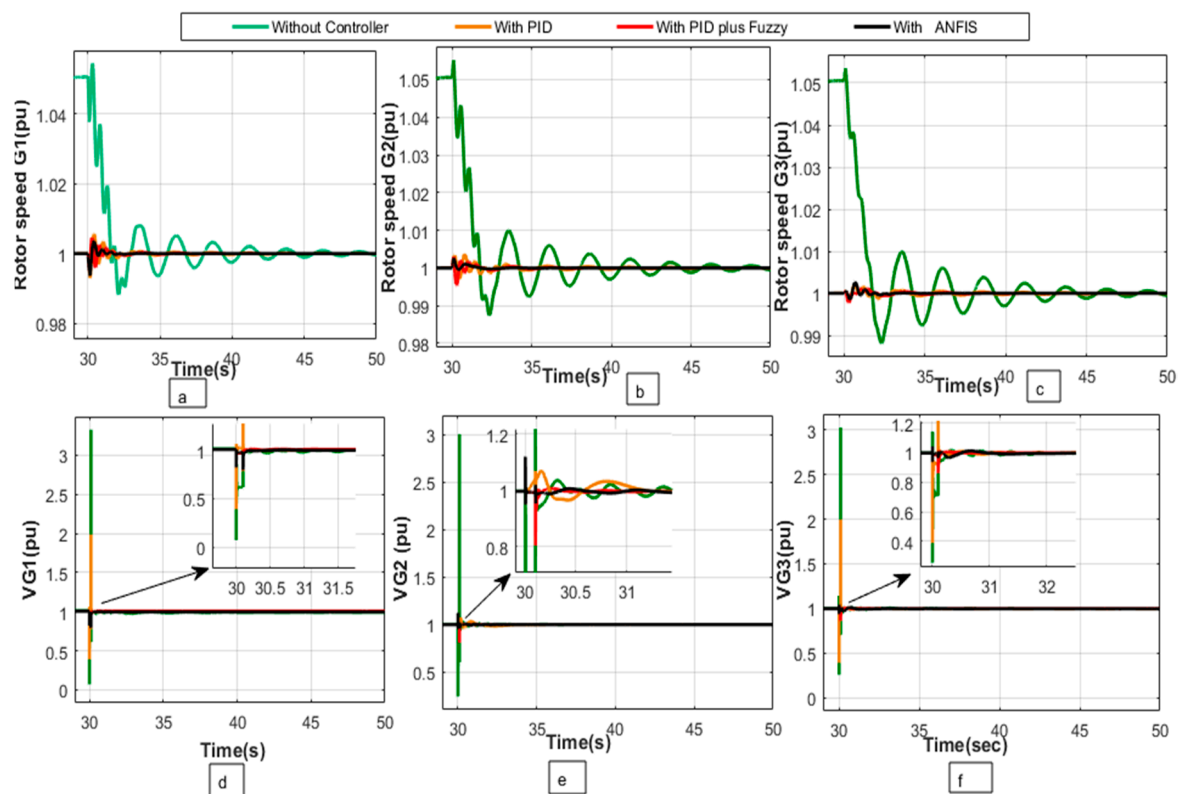 Without Controller With PID With PID plus Fuzzy With ANFIS
Rotor speed G1(pu)
1.04
1.02
1
0.98
30 35 40 45 50
Time(s)
a
Rotor speed G2(pu)
1.05
1.04
1.03
1.02
1.01
1
0.99
0.98
30 35 40 45 50
Time(s)
b
Rotor speed G3(pu)
1.05
1.04
1.03
1.02
1.01
1
0.99
30 35 40 45 50
Time(s)
c
VG1(pu)
3
2.5
2
1.5
1
0.5
0
30 40 45 50
1
0.5
0
30 30.5 31 31.5
Time(s)
d
VG2 (pu)
3
2.5
2
1.5
1
0.5
30 35 40 45 50
1.2
1
0.8
30 30.5 31
Time(s)
e
VG3(pu)
3
2.5
2
1.5
1
0.5
0
30 35 40 45 50
1.2
1
0.8
0.6
0.4
30 31 32
Time(sec)
f